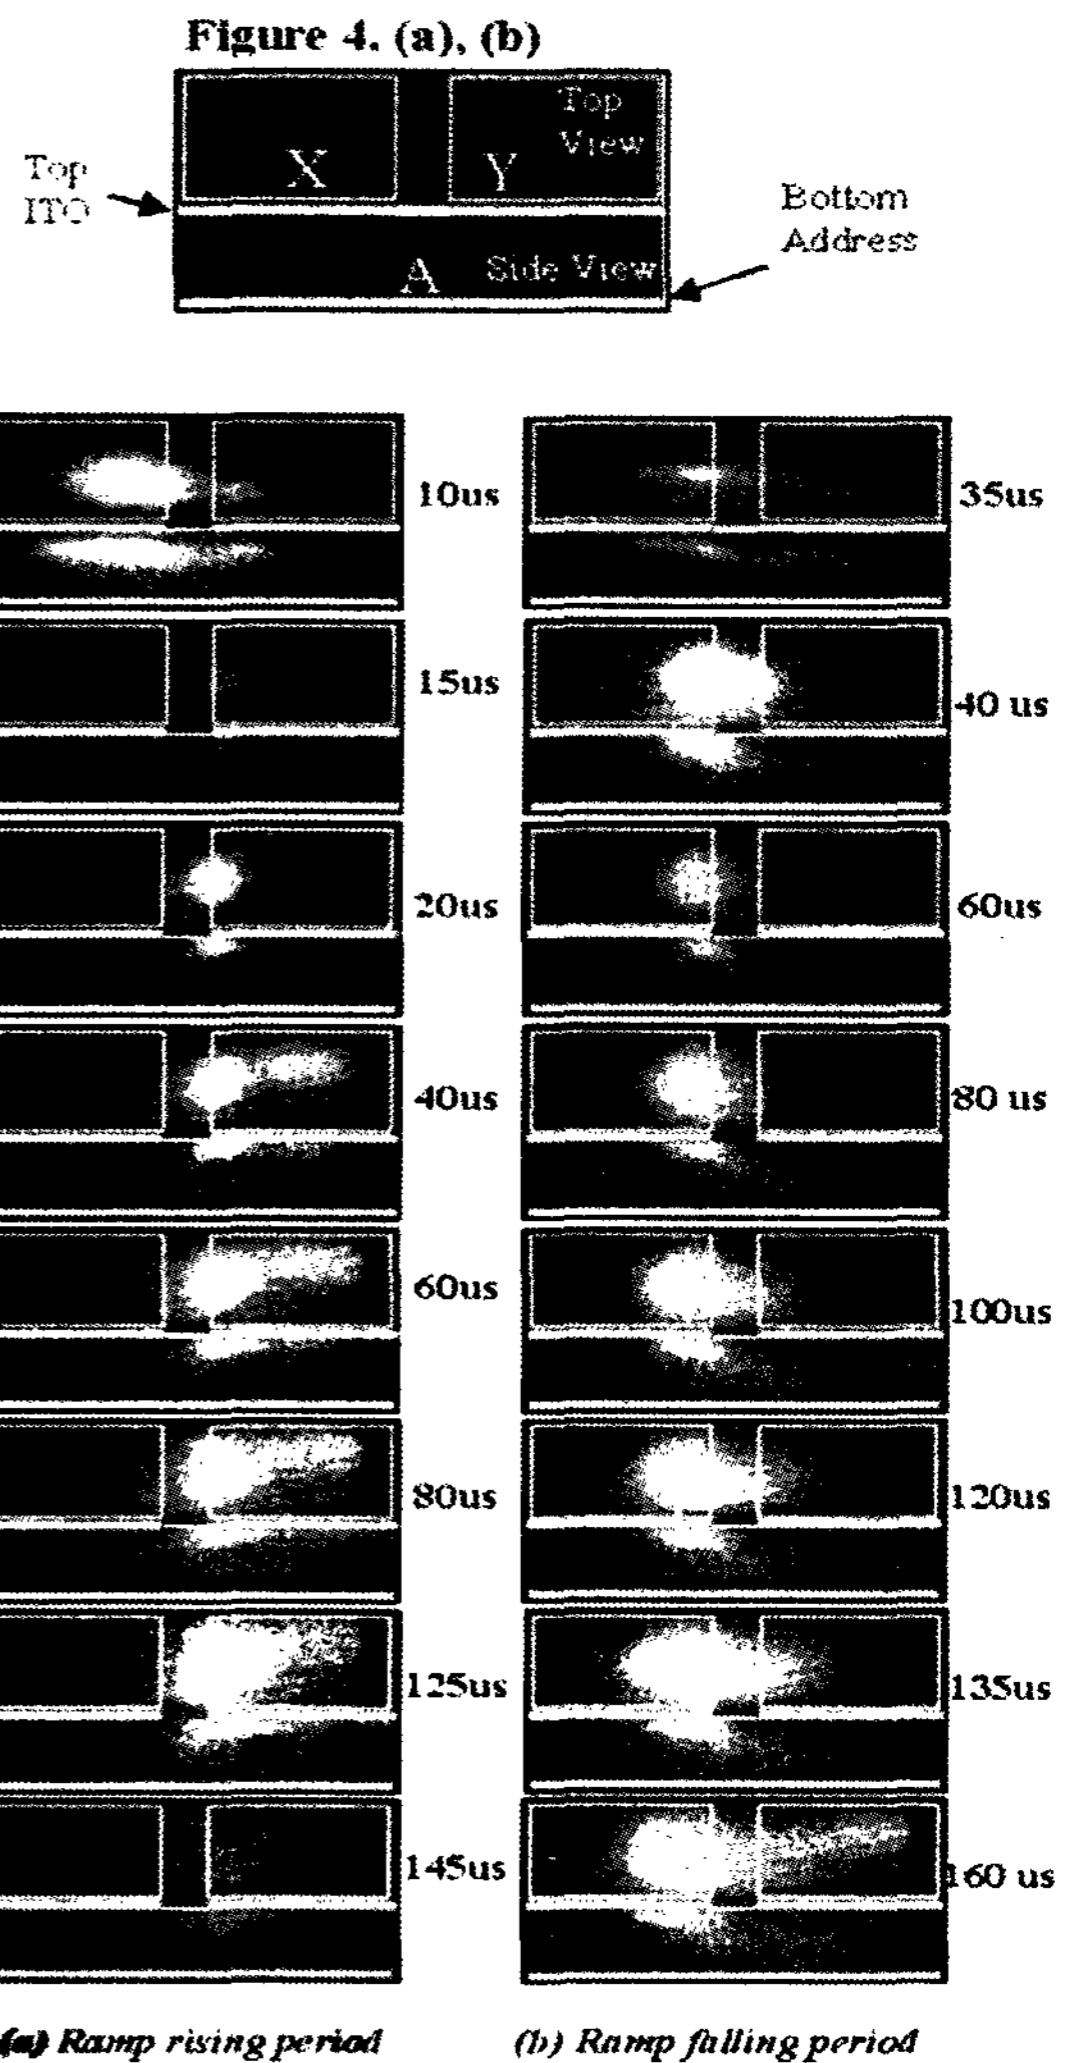 Figure 4. (a), (b)
Top
View
X
Y
Top
ITO
Bottom
Address
A
Side View
10us
35us
15us
40 us
20us
60us
40us
80 us
60us
100us
80us
120us
125us
135us
145us
160 us
(a) Ramp rising period
(b) Ramp falling period